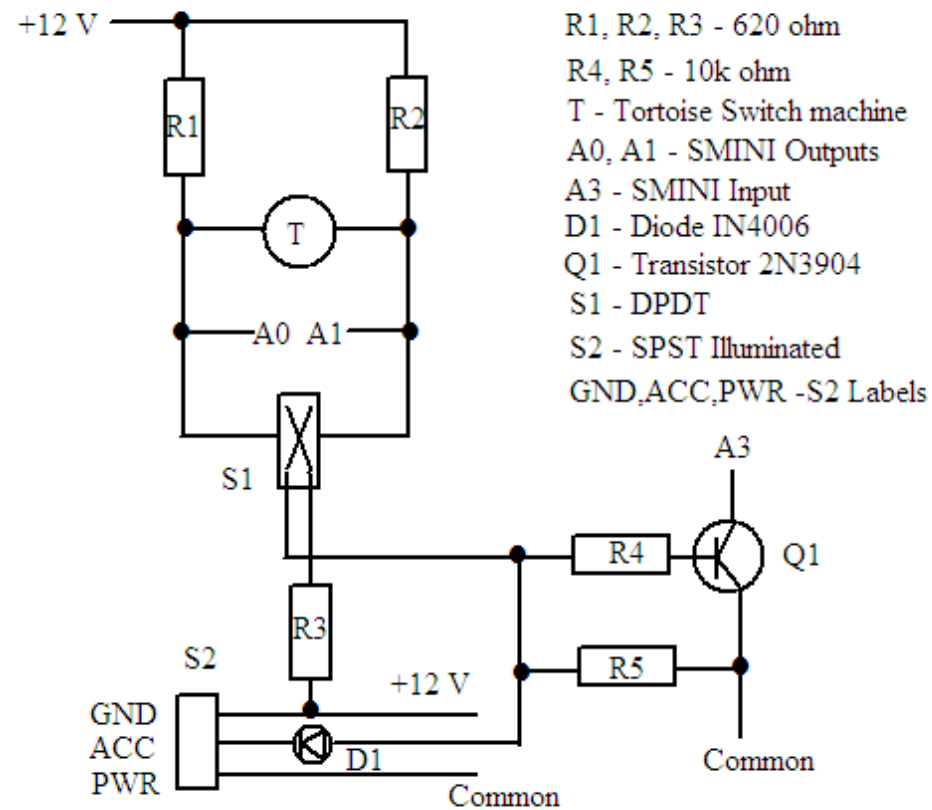 +12 V
R1, R2, R3 - 620 ohm
R4, R5 - 10k ohm
T - Tortoise Switch machine
A0, A1 - SMINI Outputs
A3 - SMINI Input
D1 - Diode IN4006
Q1 - Transistor 2N3904
S1 - DPDT
S2 - SPST Illuminated
GND,ACC,PWR -S2 Labels
R1
R2
T
A0 A1
S1
A3
R4
Q1
R3
R5
S2
+12 V
GND
ACC
D1
PWR
Common
Common